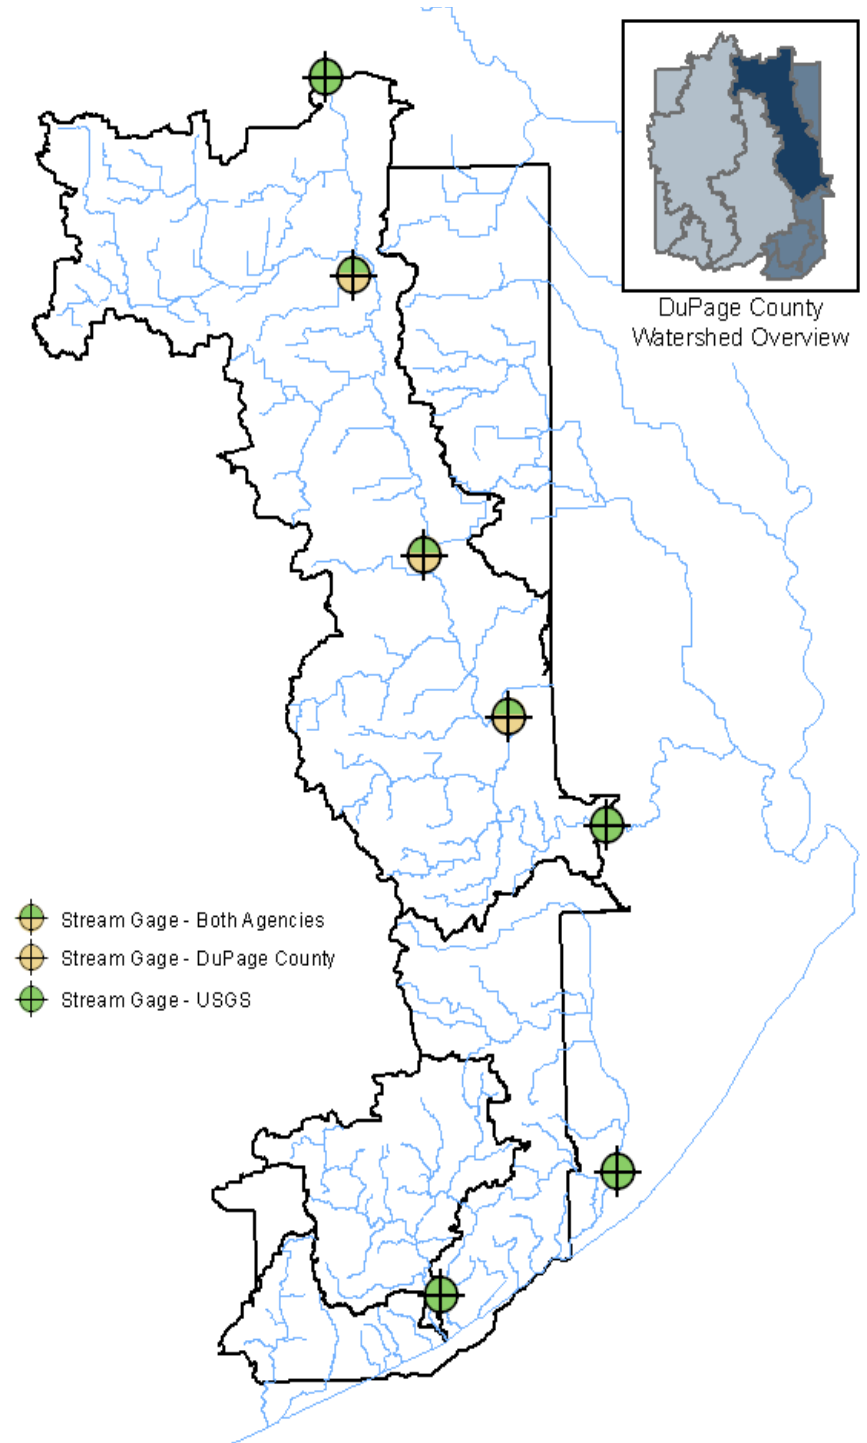 DuPage County
Watershed Overview
Stream Gage - Both Agencies
Stream Gage - DuPage County
Stream Gage - USGS